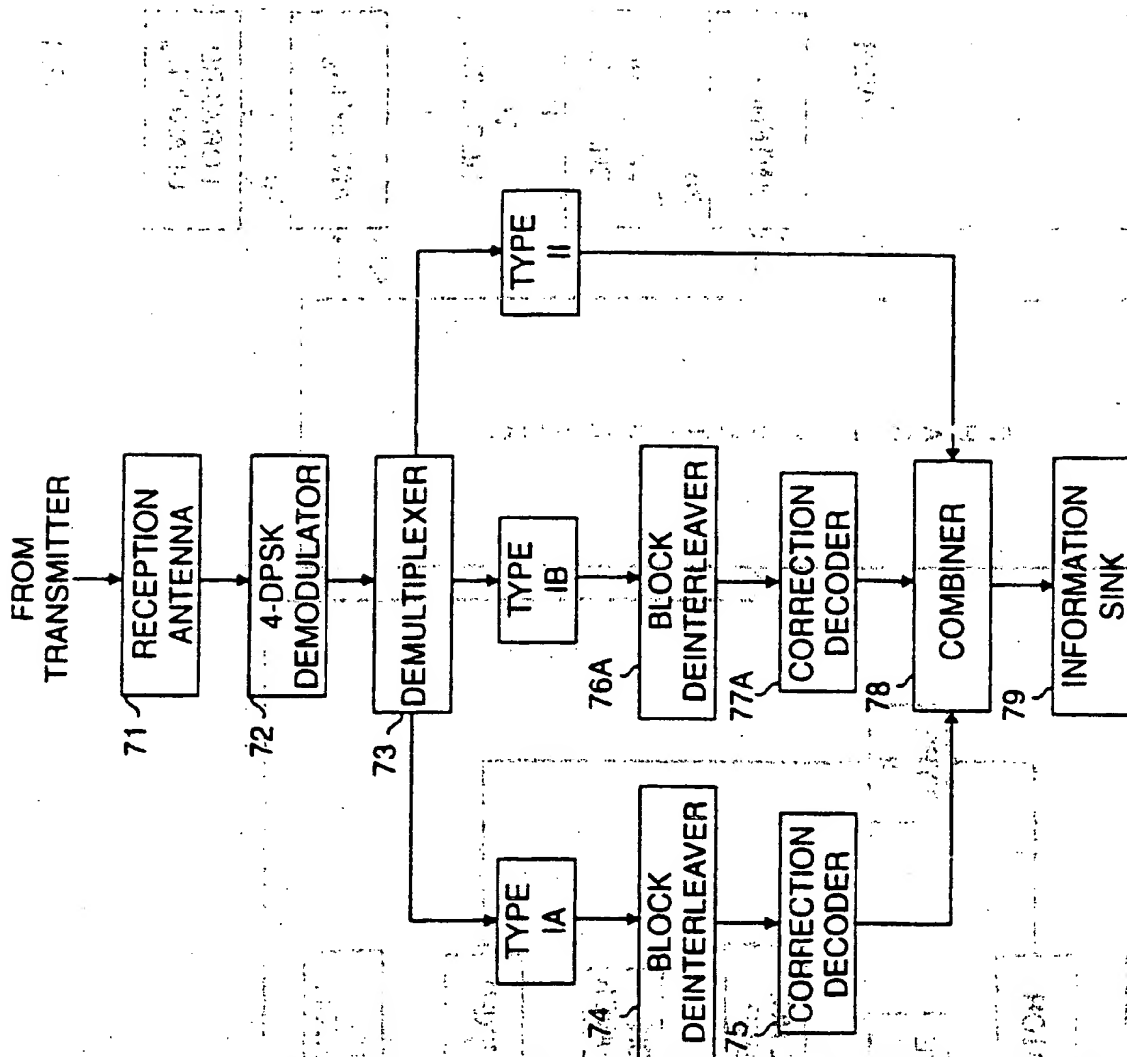 FROM
TRANSMITTER
71
RECEPTION
ANTENNA
72
4-DPSK
DEMODULATOR
73
DEMULTIPLEXER
TYPE
IA
TYPE
IB
TYPE
II
74
BLOCK
DEINTERLEAVER
76A
BLOCK
DEINTERLEAVER
75
CORRECTION
DECODER
77A
CORRECTION
DECODER
78
COMBINER
79
INFORMATION
SINK